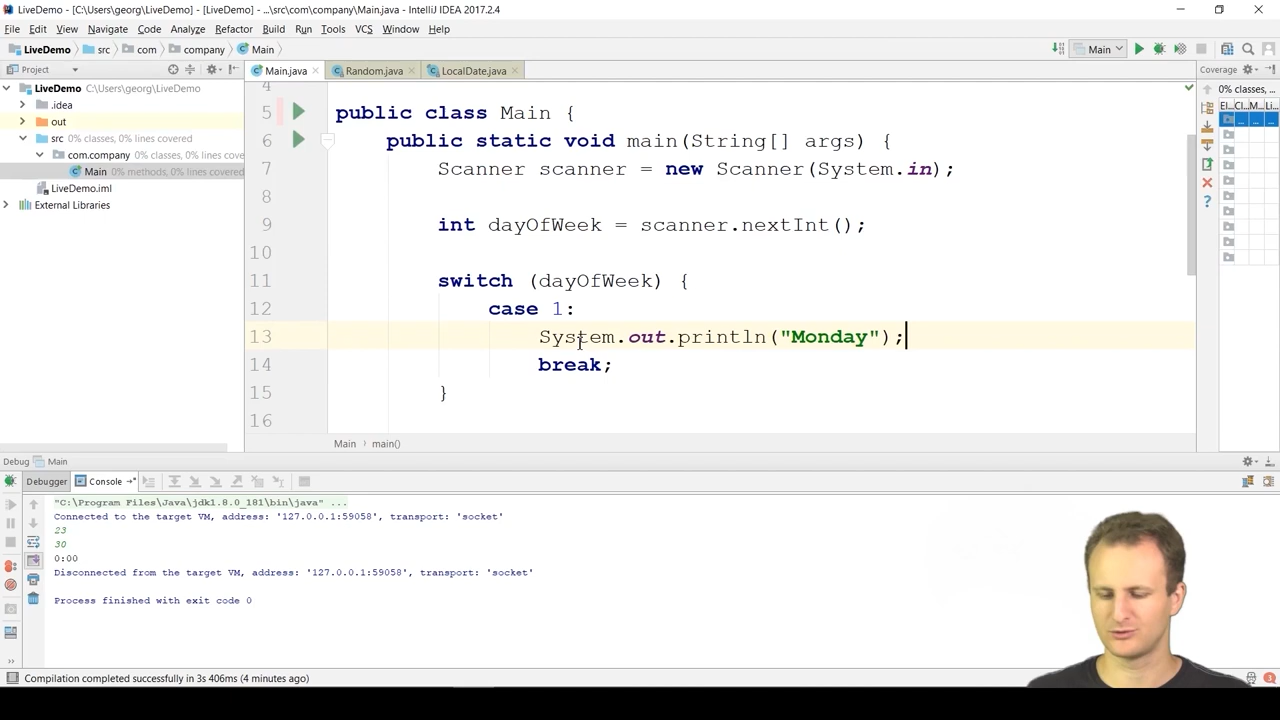 LiveDemo - [C:\Users\georg\LiveDemo] - [LiveDemo] - ...\src\com\company\Main.java - IntelliJ IDEA 2017.2.4
File Edit View Navigate Code Analyze Refactor Build Run Tools VCS Window Help
LiveDemo src com company Main Main
Project Main.java Random.java LocalDate.java Coverage
LiveDemo C:\Users\georg\LiveDemo
.idea
out
src 0% classes, 0% lines covered
com.company 0% classes, 0% lines cove
Main 0% methods, 0% lines covered
LiveDemo.iml
External Libraries
4
5 public class Main {
6 public static void main(String[] args) {
7 Scanner scanner = new Scanner(System.in);
8
9 int dayOfWeek = scanner.nextInt();
10
11 switch (dayOfWeek) {
12 case 1:
13 System.out.println("Monday");
14 break;
15 }
16
Main main()
0% classes, ...
El... Cl... M... Li...
... ... ...
Debug Main
Debugger Console
"C:\Program Files\Java\jdk1.8.0_181\bin\java" ...
Connected to the target VM, address: '127.0.0.1:59058', transport: 'socket'
23
30
0:00
Disconnected from the target VM, address: '127.0.0.1:59058', transport: 'socket'
Process finished with exit code 0
Compilation completed successfully in 3s 406ms (4 minutes ago)